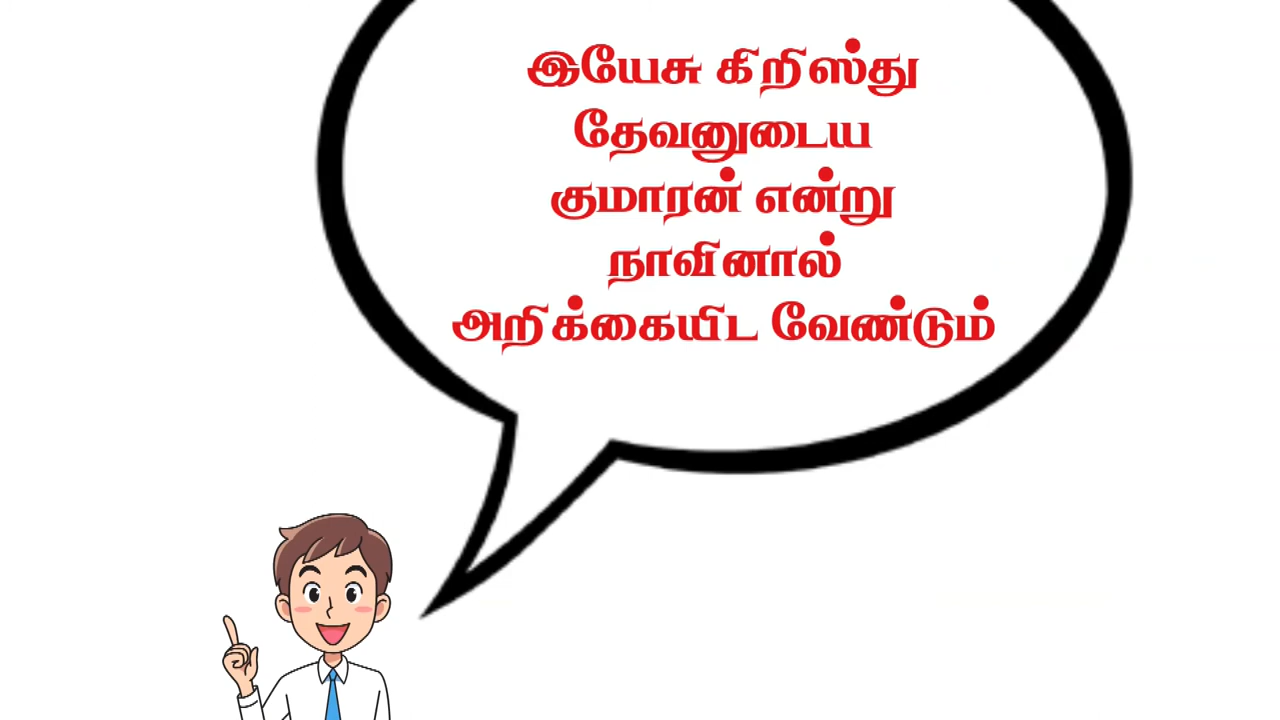 இயேசு கிறிஸ்து
தேவனுடைய
குமாரன் என்று
நாவினால்
அறிக்கையிட வேண்டும்